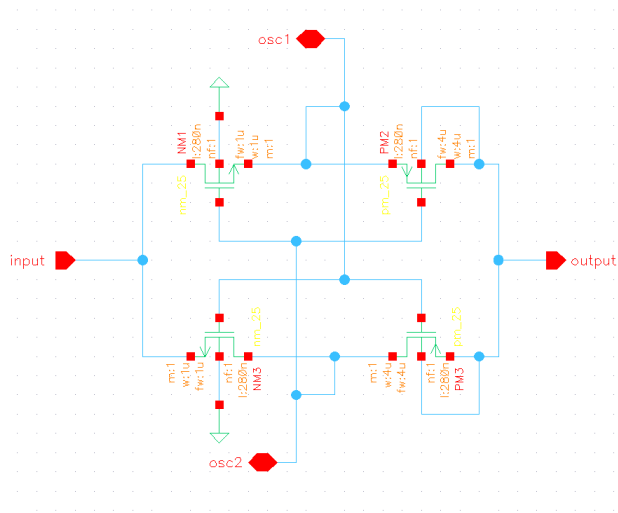 osc1
NM1
l:280n
nf:1
fw:1u
w:1u
m:1
nm_25
PM2
l:280n
nf:1
fw:4u
w:4u
m:1
pm_25
input
output
nm_25
m:1
w:1u
fw:1u
nf:1
l:280n
NM3
pm_25
m:1
w:4u
fw:4u
nf:1
l:280n
PM3
osc2